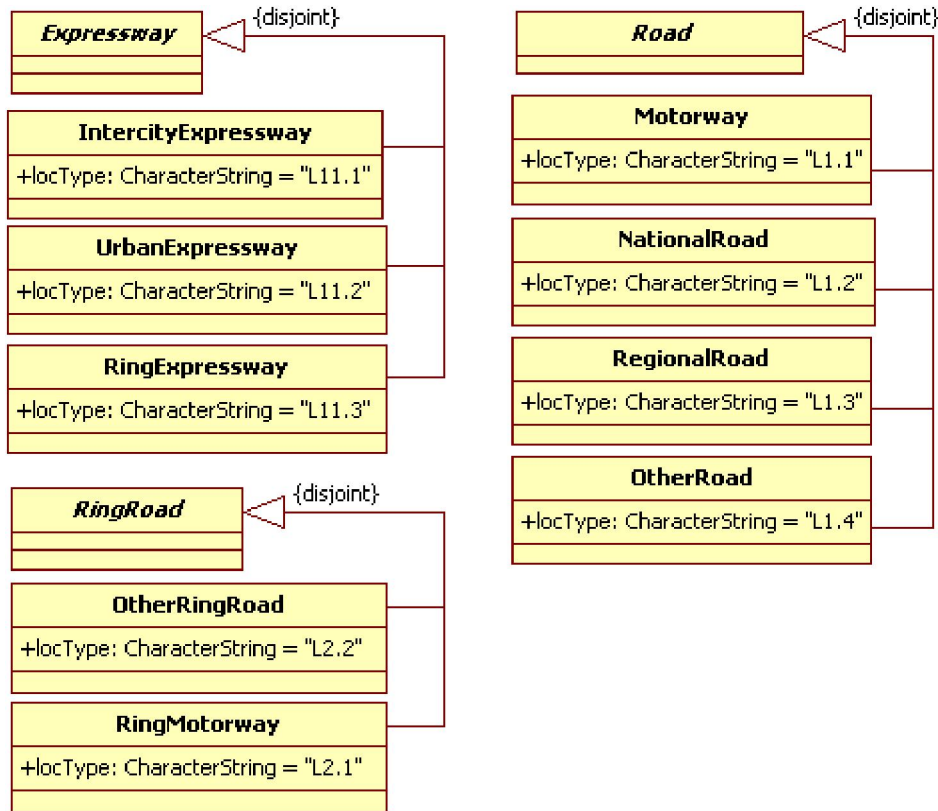 Expressway
{disjoint}
IntercityExpressway
+locType: CharacterString = "L11.1"
UrbanExpressway
+locType: CharacterString = "L11.2"
RingExpressway
+locType: CharacterString = "L11.3"
RingRoad
{disjoint}
OtherRingRoad
+locType: CharacterString = "L2.2"
RingMotorway
+locType: CharacterString = "L2.1"
Road
{disjoint}
Motorway
+locType: CharacterString = "L1.1"
NationalRoad
+locType: CharacterString = "L1.2"
RegionalRoad
+locType: CharacterString = "L1.3"
OtherRoad
+locType: CharacterString = "L1.4"